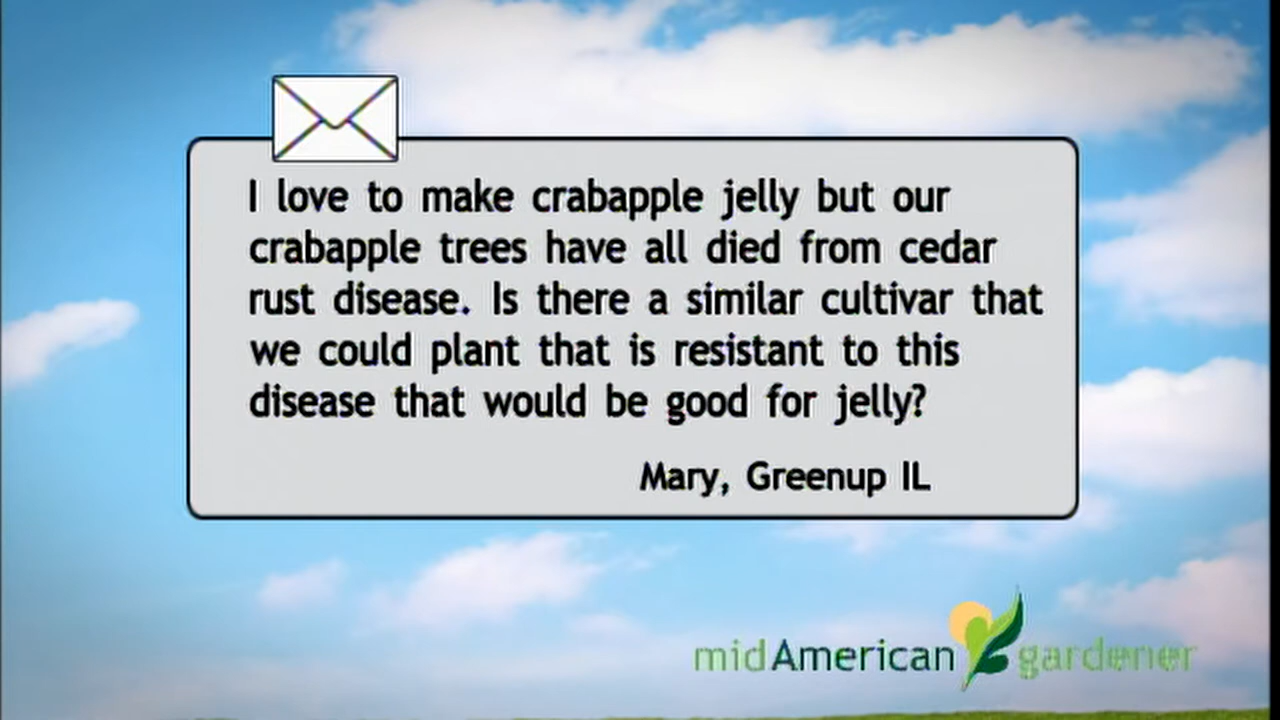 I love to make crabapple jelly but our
crabapple trees have all died from cedar
rust disease. Is there a similar cultivar that
we could plant that is resistant to this
disease that would be good for jelly?
Mary, Greenup IL
midAmerican gardener